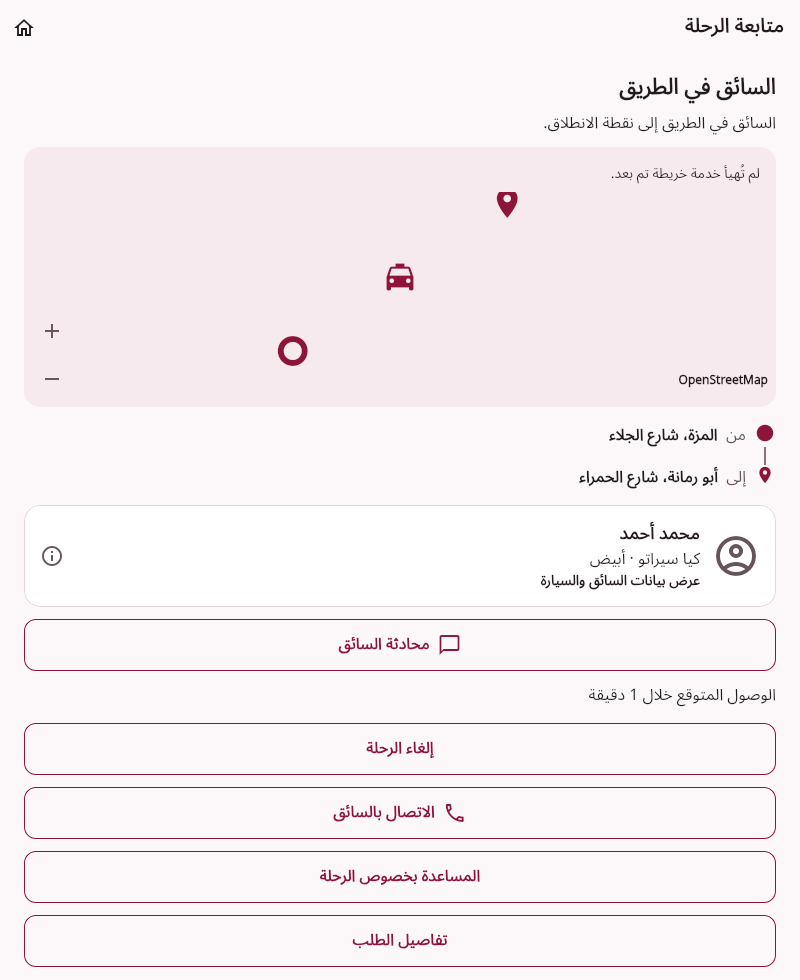 متابعة الرحلة
السائق في الطريق
السائق في الطريق إلى نقطة الانطلاق.
لم تُهيأ خدمة خريطة تم بعد.
OpenStreetMap
من المزة، شارع الجلاء
إلى أبو رمانة، شارع الحمراء
محمد أحمد
كيا سيراتو · أبيض
عرض بيانات السائق والسيارة
محادثة السائق
الوصول المتوقع خلال 1 دقيقة
إلغاء الرحلة
الاتصال بالسائق
المساعدة بخصوص الرحلة
تفاصيل الطلب